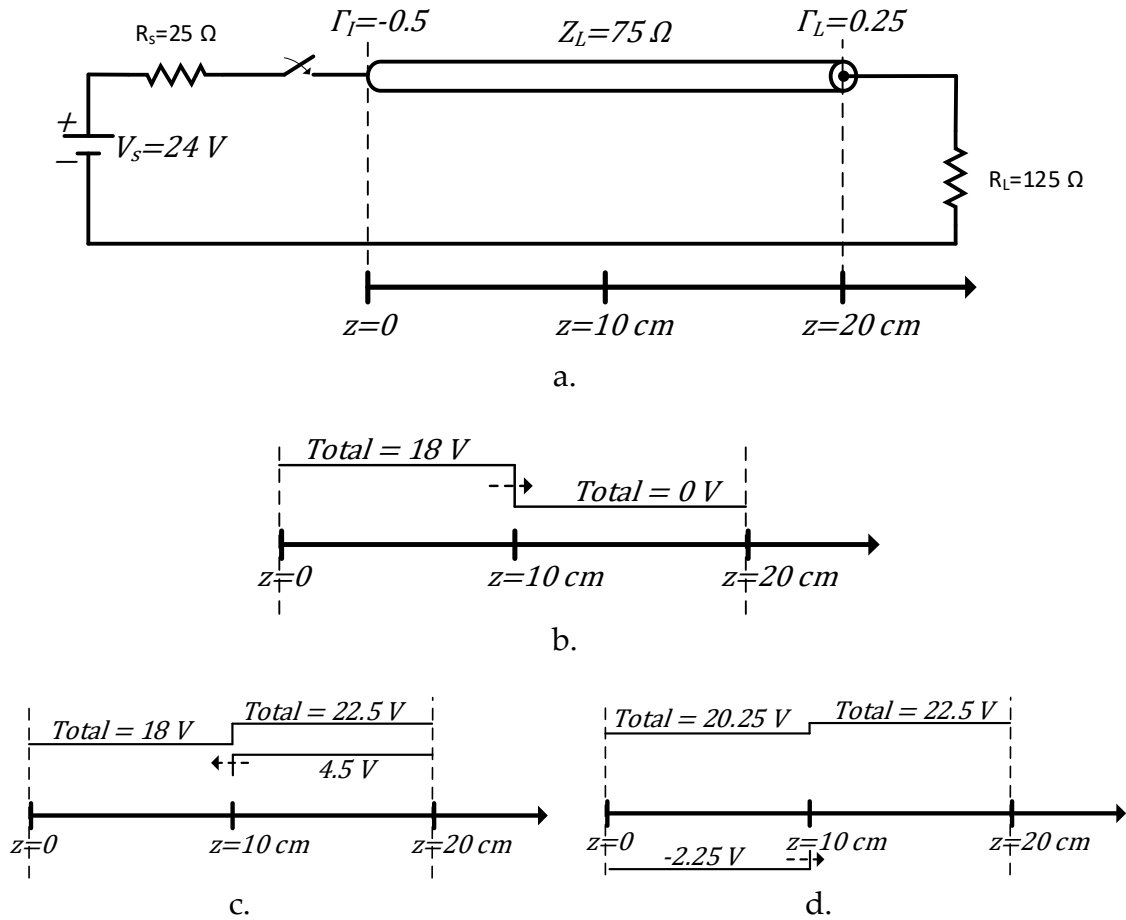 Γ_I=-0.5
Z_L=75 Ω
Γ_L=0.25
R_s=25 Ω
+
−
V_s=24 V
R_L=125 Ω
z=0
z=10 cm
z=20 cm
a.
Total = 18 V
Total = 0 V
z=0
z=10 cm
z=20 cm
b.
Total = 18 V
Total = 22.5 V
4.5 V
z=0
z=10 cm
z=20 cm
c.
Total = 20.25 V
Total = 22.5 V
z=0
z=10 cm
z=20 cm
-2.25 V
d.